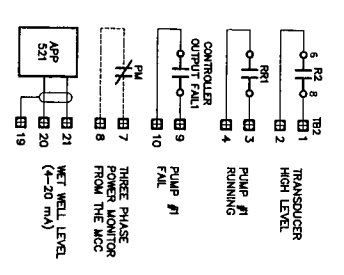 TB2
6 R2 8
1
2
TRANSDUCER
HIGH LEVEL
RR1
3
4
PUMP #1
RUNNING
CONTROLLER
OUTPUT FAIL1
9
10
PUMP #1
FAIL
PM
7
8
THREE PHASE
POWER MONITOR
FROM THE MCC
APP
521
21
20
19
WET WELL LEVEL
(4-20 mA)